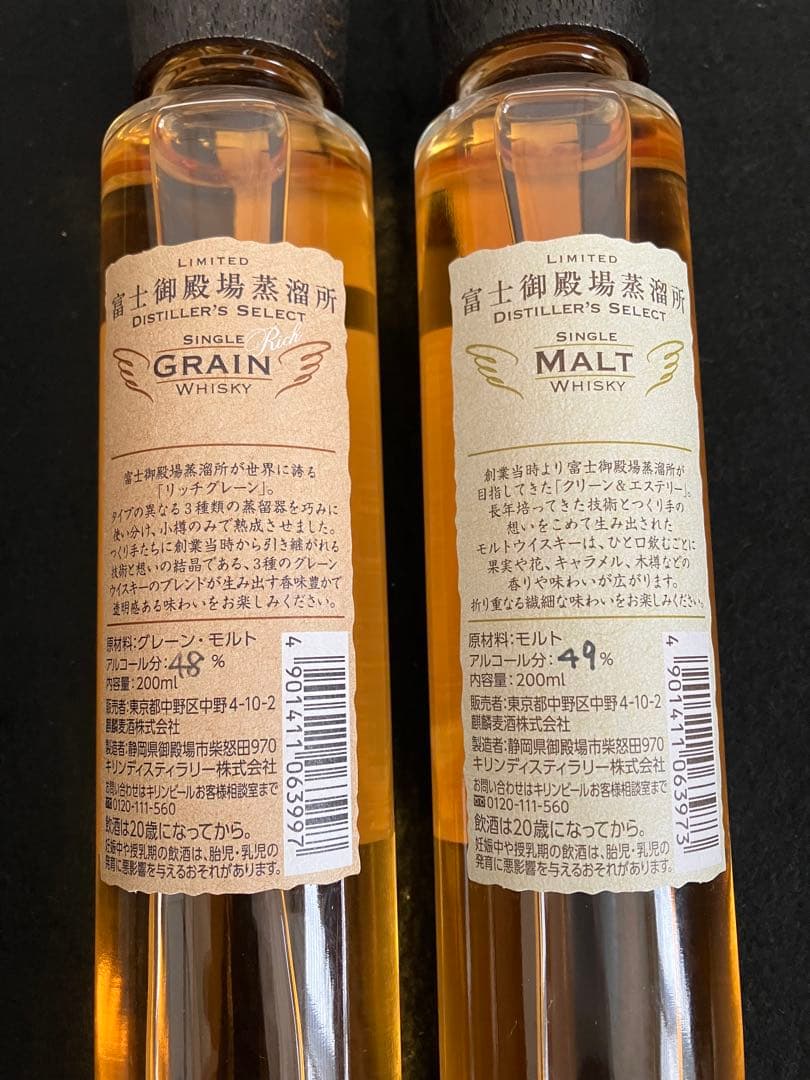 LIMITED
富士御殿場蒸溜所
DISTILLER'S SELECT
SINGLE Rich
GRAIN
WHISKY
富士御殿場蒸溜所が世界に誇る
「リッチグレーン」。
タイプの異なる3種類の蒸留器を巧みに
使い分け、小樽のみで熟成させました。
つくり手たちに創業当時から引き継がれる
技術と想いの結晶である、3種のグレーン
ウイスキーのブレンドが生み出す香味豊かで
透明感ある味わいをお楽しみください。
原材料:グレーン・モルト
アルコール分:48%
内容量:200ml
販売者:東京都中野区中野4-10-2
麒麟麦酒株式会社
製造者:静岡県御殿場市柴怒田970
キリンディスティラリー株式会社
お問い合わせはキリンビールお客様相談室まで
☎0120-111-560
飲酒は20歳になってから。
妊娠中や授乳期の飲酒は、胎児・乳児の
発育に悪影響を与えるおそれがあります。
4901411063997
LIMITED
富士御殿場蒸溜所
DISTILLER'S SELECT
SINGLE
MALT
WHISKY
創業当時より富士御殿場蒸溜所が
目指してきた「クリーン&エステリー」。
長年培ってきた技術とつくり手の
想いをこめて生み出された
モルトウイスキーは、ひと口飲むごとに
果実や花、キャラメル、木樽などの
香りや味わいが広がります。
折り重なる繊細な味わいをお楽しみください。
原材料:モルト
アルコール分:49%
内容量:200ml
販売者:東京都中野区中野4-10-2
麒麟麦酒株式会社
製造者:静岡県御殿場市柴怒田970
キリンディスティラリー株式会社
お問い合わせはキリンビールお客様相談室まで
☎0120-111-560
飲酒は20歳になってから。
妊娠中や授乳期の飲酒は、胎児・乳児の
発育に悪影響を与えるおそれがあります。
4901411063973